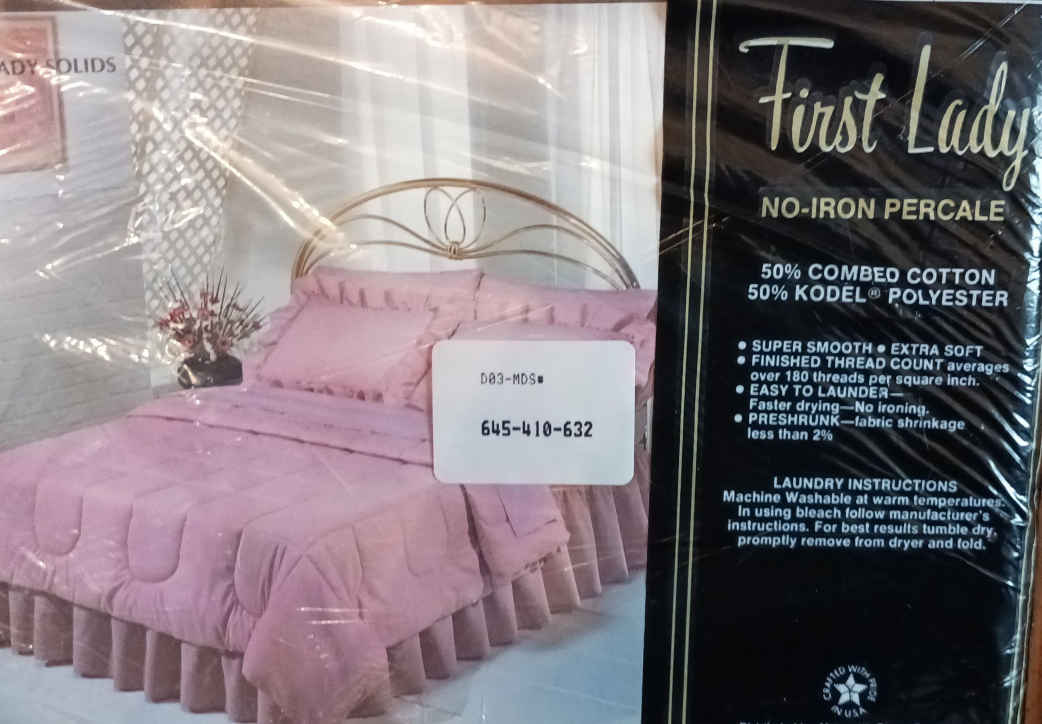 SOLIDS
First Lady
NO-IRON PERCALE
50% COMBED COTTON
50% KODEL® POLYESTER
• SUPER SMOOTH • EXTRA SOFT
• FINISHED THREAD COUNT averages
over 180 threads per square inch.
• EASY TO LAUNDER—
Faster drying—No ironing.
• PRESHRUNK—fabric shrinkage
less than 2%
D03-MDS
645-410-632
LAUNDRY INSTRUCTIONS
Machine Washable at warm temperatures.
In using bleach follow manufacturer's
instructions. For best results tumble dry,
promptly remove from dryer and fold.
CRAFTED WITH PRIDE
IN USA